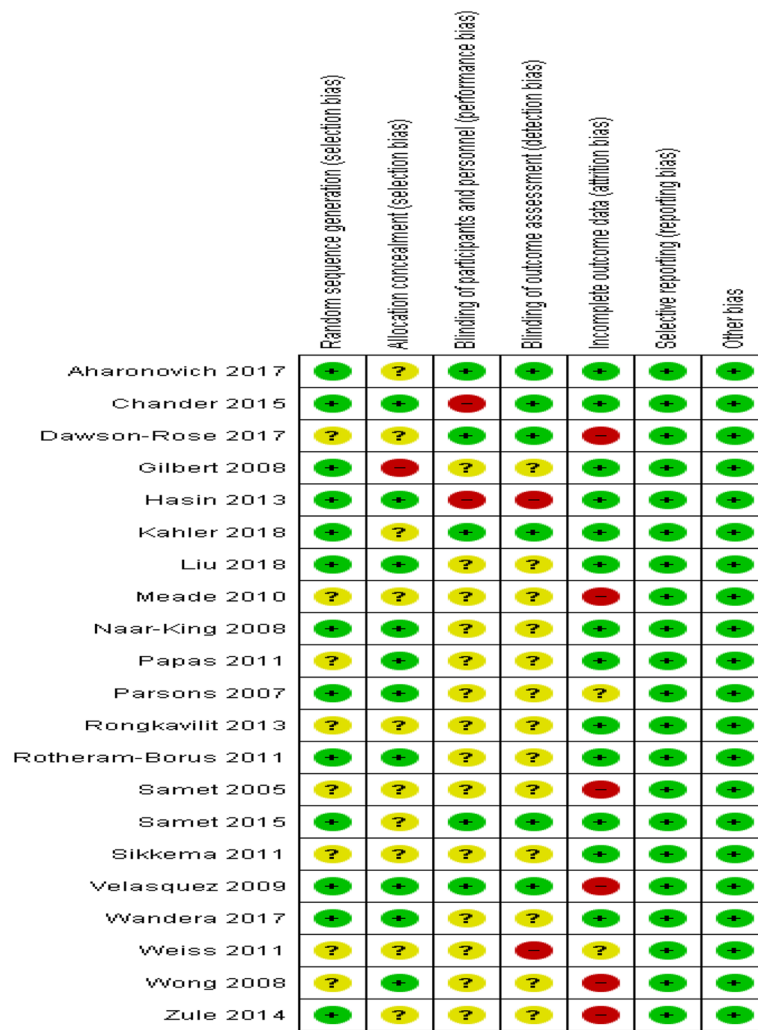 Random sequence generation (selection bias)
Allocation concealment (selection bias)
Blinding of participants and personnel (performance bias)
Blinding of outcome assessment (detection bias)
Incomplete outcome data (attrition bias)
Selective reporting (reporting bias)
Other bias
Aharonovich 2017 + ? + + + + +
Chander 2015 + + - + + + +
Dawson-Rose 2017 ? ? + + - + +
Gilbert 2008 + - ? ? + + +
Hasin 2013 + + - - + + +
Kahler 2018 + ? + + + + +
Liu 2018 + + ? ? + + +
Meade 2010 ? ? ? ? - + +
Naar-King 2008 + + ? ? + + +
Papas 2011 ? + ? ? + + +
Parsons 2007 + + ? ? ? + +
Rongkavilit 2013 ? ? ? ? + + +
Rotheram-Borus 2011 + + ? ? + + +
Samet 2005 ? ? ? ? - + +
Samet 2015 + ? + + + + +
Sikkema 2011 ? ? ? ? + + +
Velasquez 2009 + + + + - + +
Wandera 2017 + + ? ? + + +
Weiss 2011 ? ? ? - ? + +
Wong 2008 ? + ? ? - + +
Zule 2014 + ? ? ? - + +